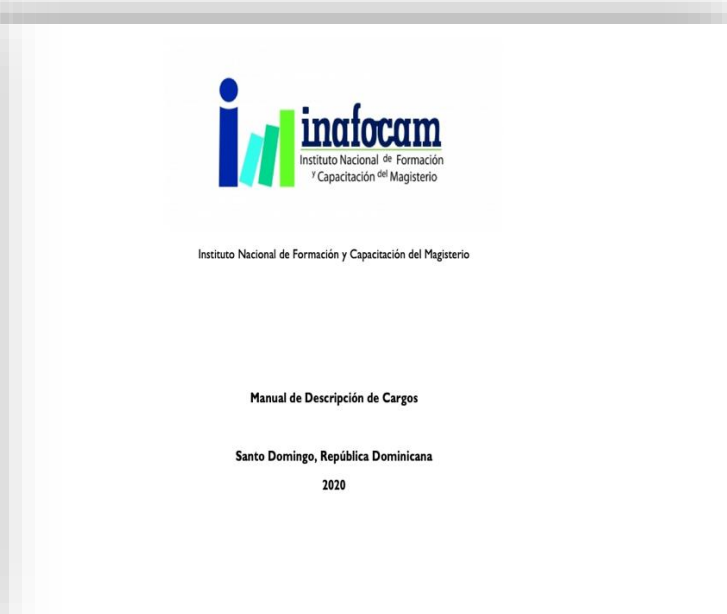 inafocam
Instituto Nacional de Formación
y Capacitación del Magisterio
Instituto Nacional de Formación y Capacitación del Magisterio
Manual de Descripción de Cargos
Santo Domingo, República Dominicana
2020